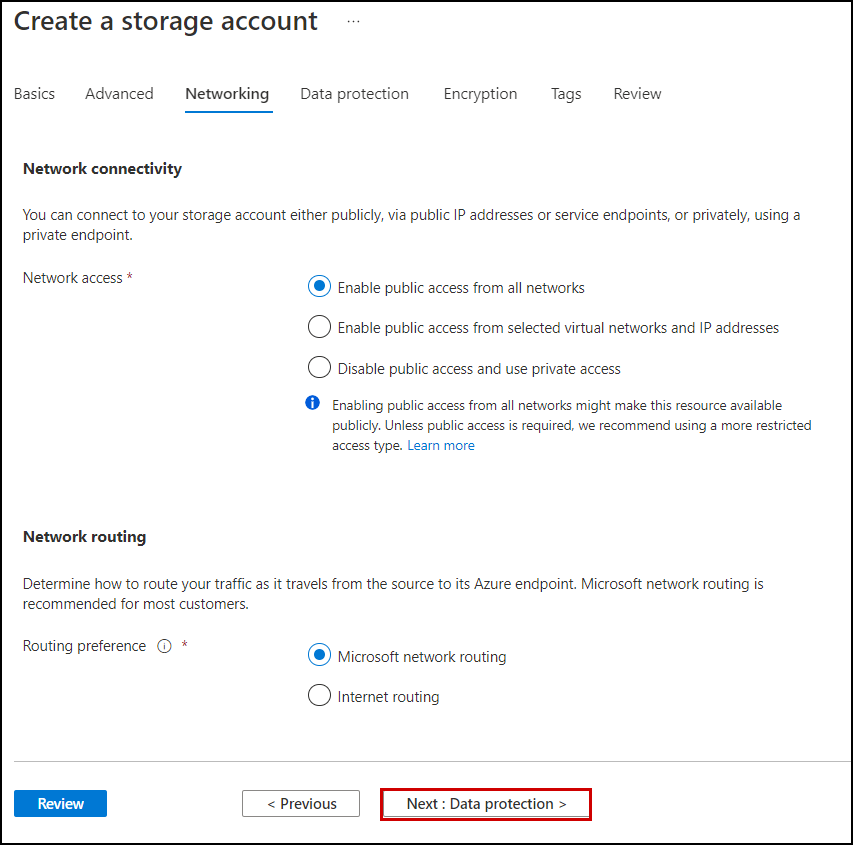 Create a storage account ...
Basics Advanced Networking Data protection Encryption Tags Review
Network connectivity
You can connect to your storage account either publicly, via public IP addresses or service endpoints, or privately, using a
private endpoint.
Network access *
Enable public access from all networks
Enable public access from selected virtual networks and IP addresses
Disable public access and use private access
Enabling public access from all networks might make this resource available
publicly. Unless public access is required, we recommend using a more restricted
access type. Learn more
Network routing
Determine how to route your traffic as it travels from the source to its Azure endpoint. Microsoft network routing is
recommended for most customers.
Routing preference *
Microsoft network routing
Internet routing
Review < Previous Next : Data protection >